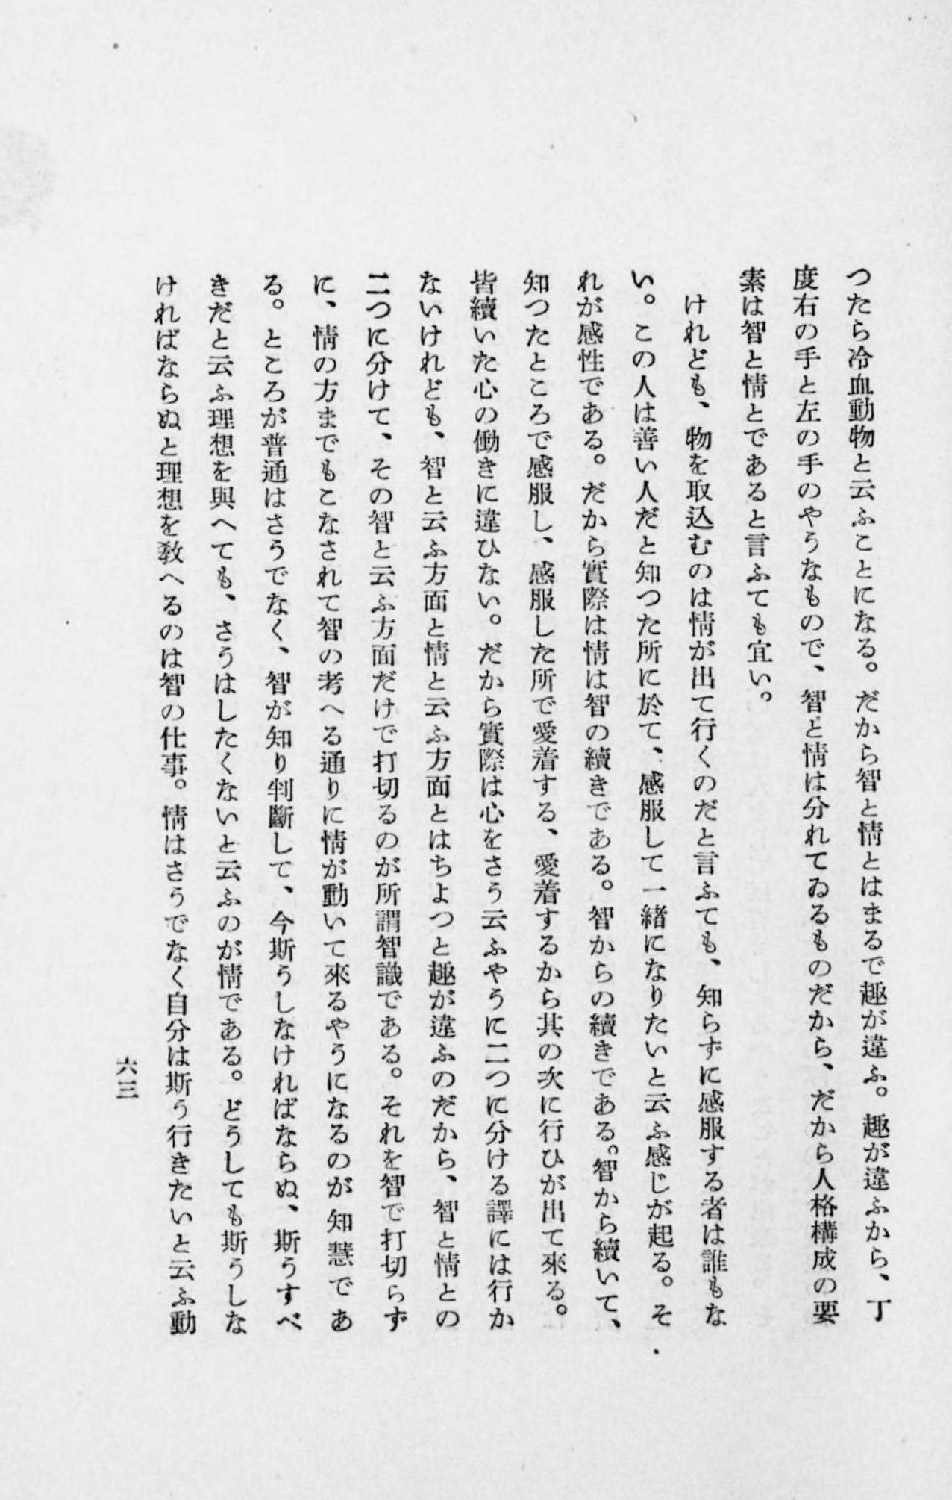 つたら冷血動物と云ふことになる。だから智と情とはまるで趣が違ふ。趣が違ふから、丁
度右の手と左の手のやうなもので、智と情は分れてゐるものだから、だから人格構成の要
素は智と情とであると言ふても宜い。
けれども、物を取込むのは情が出て行くのだと言ふても、知らずに感服する者は誰もな
い。この人は善い人だと知つた所に於て、感服して一緒になりたいと云ふ感じが起る。そ
れが感性である。だから實際は情は智の續きである。智からの續きである。智から續いて、
知つたところで感服し、感服した所で愛着する、愛着するから其の次に行ひが出て來る。
皆續いた心の働きに違ひない。だから實際は心をさう云ふやうに二つに分ける譯には行か
ないけれども、智と云ふ方面と情と云ふ方面とはちよつと趣が違ふのだから、智と情との
二つに分けて、その智と云ふ方面だけで打切るのが所謂智識である。それを智で打切らず
に、情の方までもこなされて智の考へる通りに情が動いて來るやうになるのが知慧であ
る。ところが普通はさうでなく、智が知り判斷して、今斯うしなければならぬ、斯うすべ
きだと云ふ理想を與へても、さうはしたくないと云ふのが情である。どうしても斯うしな
ければならぬと理想を敎へるのは智の仕事。情はさうでなく自分は斯う行きたいと云ふ動
六三